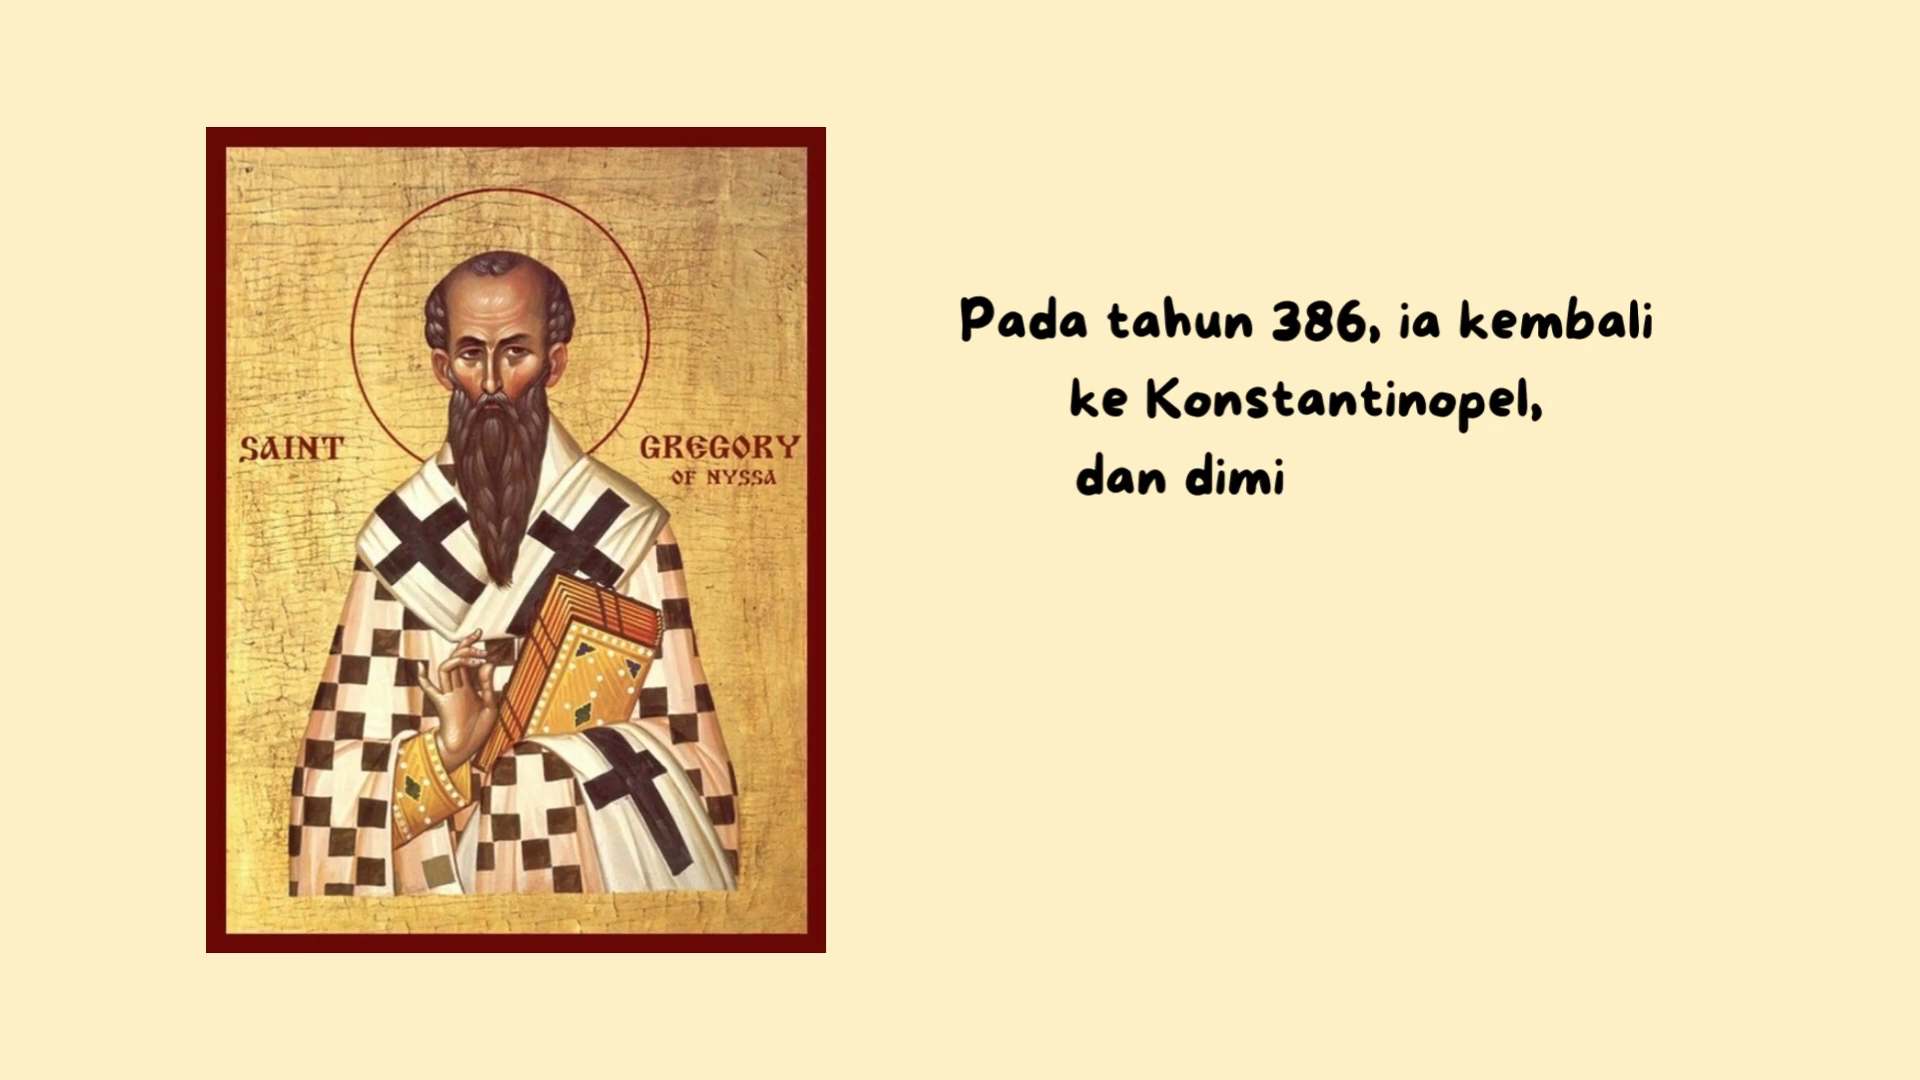 SAINT
GREGORY
OF NYSSA
Pada tahun 386, ia kembali
ke Konstantinopel,
dan dimi